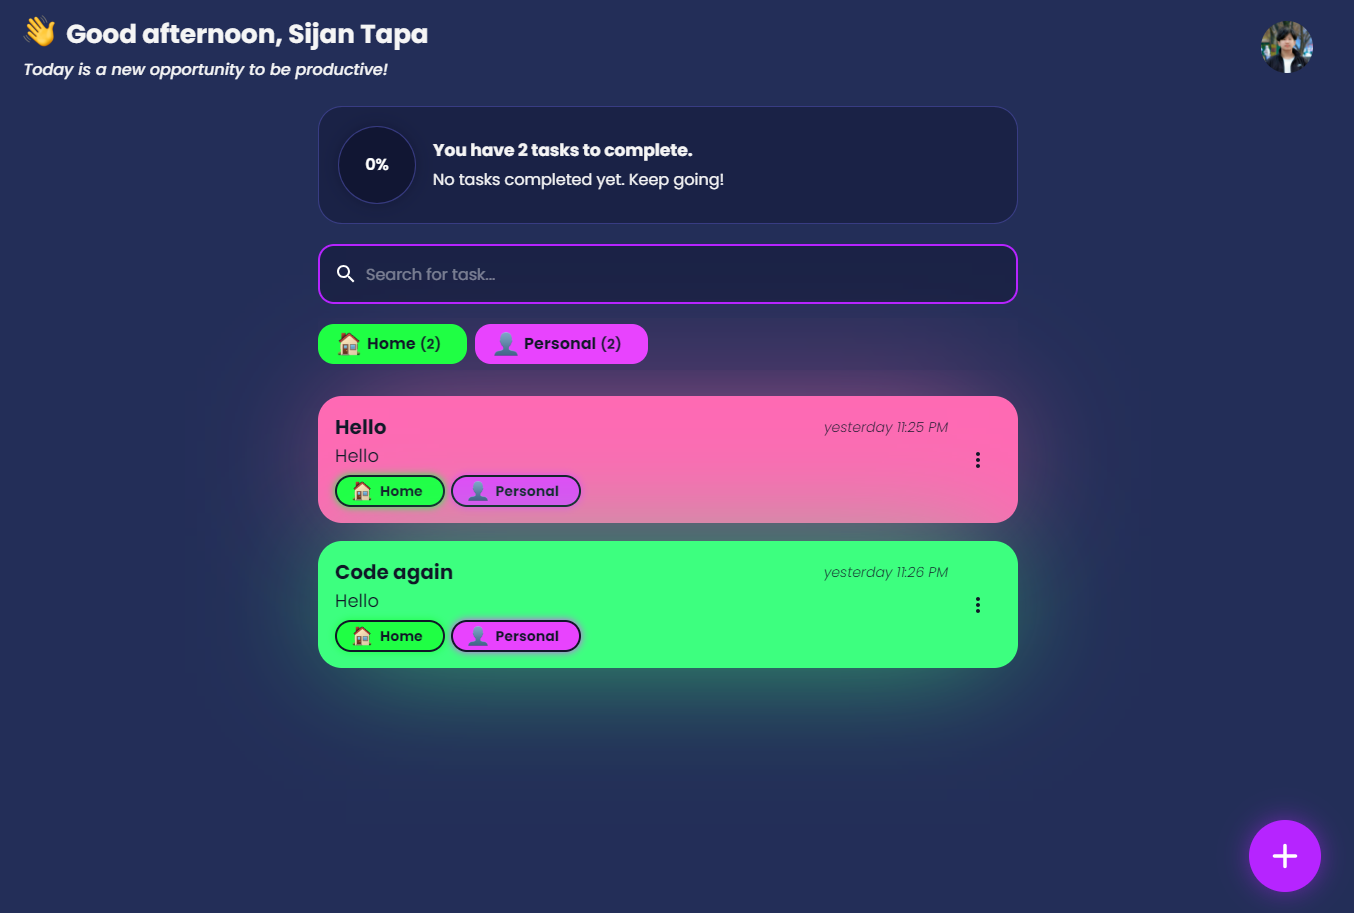 👋 Good afternoon, Sijan Tapa
Today is a new opportunity to be productive!
0%
You have 2 tasks to complete.
No tasks completed yet. Keep going!
Search for task...
🏠 Home (2) 👤 Personal (2)
Hello
yesterday 11:25 PM
Hello
🏠 Home 👤 Personal
Code again
yesterday 11:26 PM
Hello
🏠 Home 👤 Personal